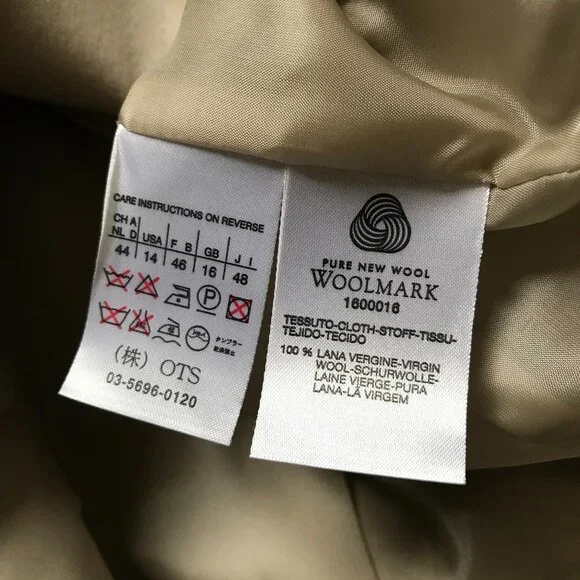 CARE INSTRUCTIONS ON REVERSE
CH A
NL D USA F B GB J I
44 14 46 16 48
P
タンブラー
（株）OTS
03-5696-0120
PURE NEW WOOL
WOOLMARK
1600016
TESSUTO-CLOTH-STOFF-TISSU-
TEJIDO-TECIDO
100 % LANA VERGINE-VIRGIN
WOOL-SCHURWOLLE-
LAINE VIERGE-PURA
LANA-LÀ VIRGEM